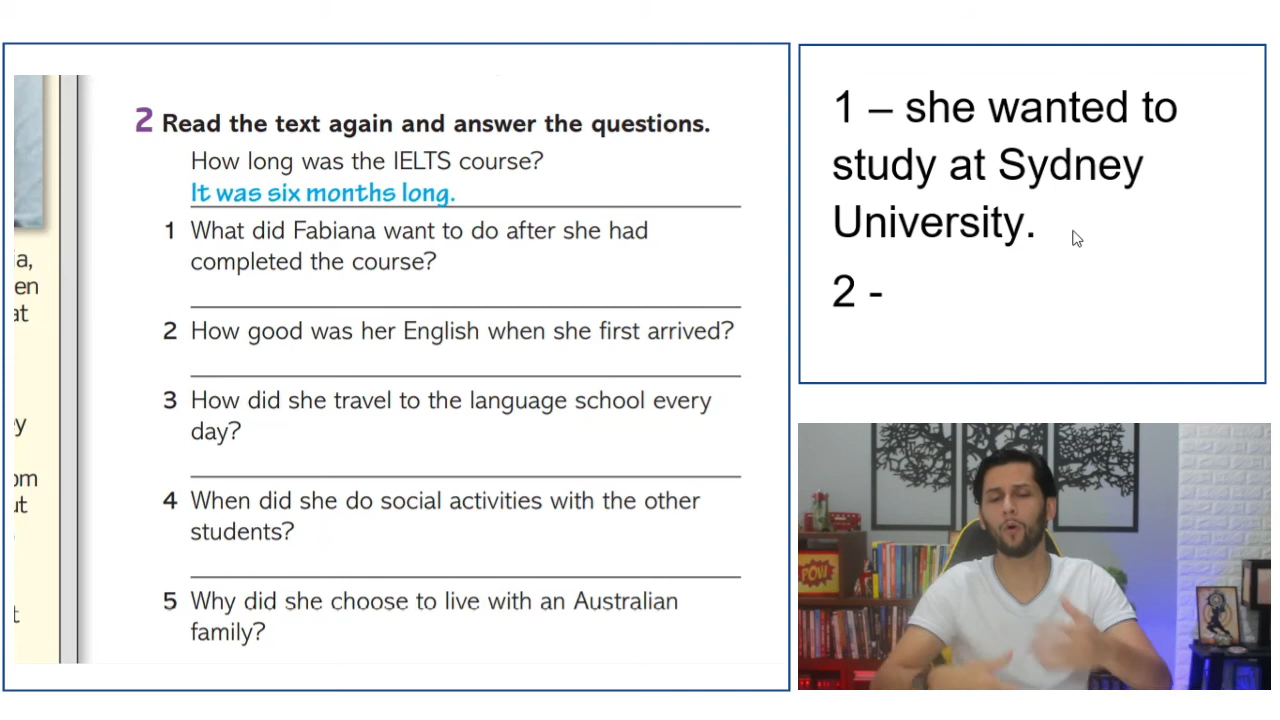 2 Read the text again and answer the questions.
How long was the IELTS course?
It was six months long.
1 What did Fabiana want to do after she had
completed the course?
2 How good was her English when she first arrived?
3 How did she travel to the language school every
day?
4 When did she do social activities with the other
students?
5 Why did she choose to live with an Australian
family?
1 – she wanted to
study at Sydney
University.
2 -
POW!